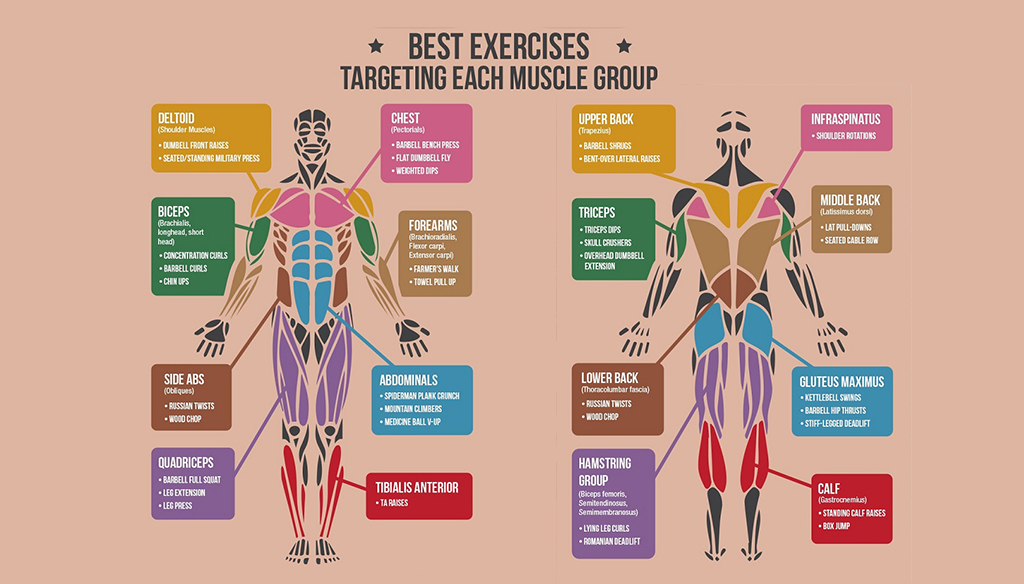 BEST EXERCISES
TARGETING EACH MUSCLE GROUP
DELTOID
(Shoulder Muscles)
• DUMBELL FRONT RAISES
• SEATED/STANDING MILITARY PRESS
CHEST
(Pectorials)
• BARBELL BENCH PRESS
• FLAT DUMBBELL FLY
• WEIGHTED DIPS
BICEPS
(Brachialis,
longhead, short
head)
• CONCENTRATION CURLS
• BARBELL CURLS
• CHIN UPS
FOREARMS
(Brachioradialis,
Flexor carpi,
Extensor carpi)
• FARMER'S WALK
• TOWEL PULL UP
SIDE ABS
(Obliques)
• RUSSIAN TWISTS
• WOOD CHOP
ABDOMINALS
• SPIDERMAN PLANK CRUNCH
• MOUNTAIN CLIMBERS
• MEDICINE BALL V-UP
QUADRICEPS
• BARBELL FULL SQUAT
• LEG EXTENSION
• LEG PRESS
TIBIALIS ANTERIOR
• TA RAISES
UPPER BACK
(Trapezius)
• BARBELL SHRUGS
• BENT-OVER LATERAL RAISES
INFRASPINATUS
• SHOULDER ROTATIONS
TRICEPS
• TRICEPS DIPS
• SKULL CRUSHERS
• OVERHEAD DUMBBELL
EXTENSION
MIDDLE BACK
(Latissimus dorsi)
• LAT PULL-DOWNS
• SEATED CABLE ROW
LOWER BACK
(Thoracolumbar fascia)
• RUSSIAN TWISTS
• WOOD CHOP
GLUTEUS MAXIMUS
• KETTLEBELL SWINGS
• BARBELL HIP THRUSTS
• STIFF-LEGGED DEADLIFT
HAMSTRING
GROUP
(Biceps femoris,
Semitendinosus,
Semimembranosus)
• LYING LEG CURLS
• ROMANIAN DEADLIFT
CALF
(Gastrocnemius)
• STANDING CALF RAISES
• BOX JUMP